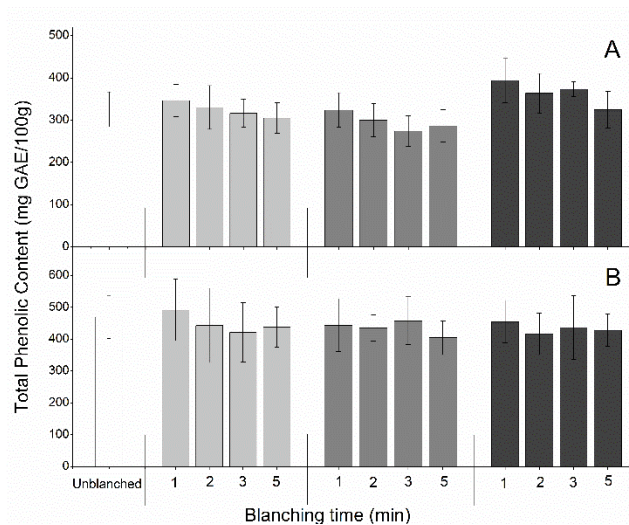 Total Phenolic Content (mg GAE/100g)
A
500
400
300
200
100
0
B
600
500
400
300
200
100
0
Unblanched 1 2 3 5 1 2 3 5 1 2 3 5
Blanching time (min)